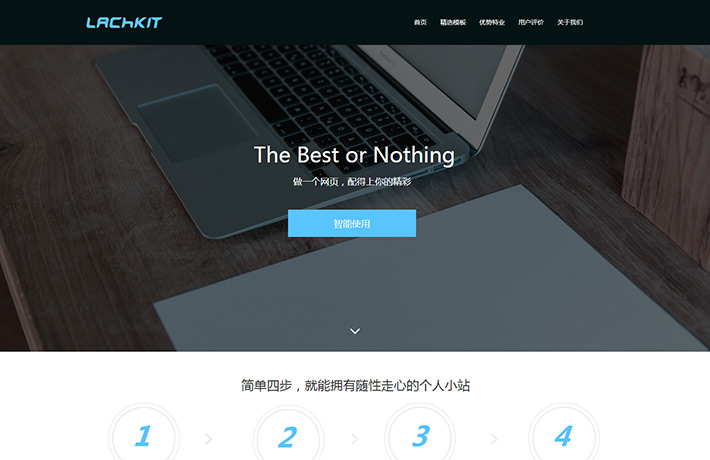 LACHKIT
首页 精选模板 优势特业 用户评价 关于我们
The Best or Nothing
做一个网页，配得上你的精彩
智能使用
简单四步，就能拥有随性走心的个人小站
1 2 3 4